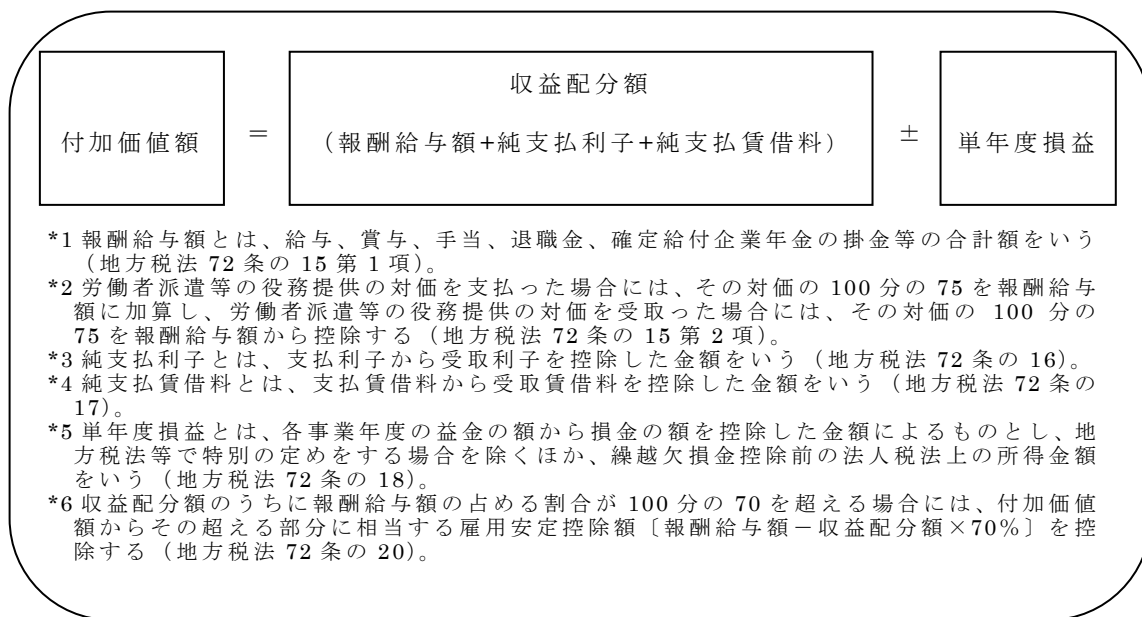 収益配分額
付加価値額 = (報酬給与額+純支払利子+純支払賃借料) ± 単年度損益
*1 報酬給与額とは、給与、賞与、手当、退職金、確定給付企業年金の掛金等の合計額をいう
(地方税法 72 条の 15 第 1 項)。
*2 労働者派遣等の役務提供の対価を支払った場合には、その対価の 100 分の 75 を報酬給与
額に加算し、労働者派遣等の役務提供の対価を受取った場合には、その対価の 100 分の
75 を報酬給与額から控除する(地方税法 72 条の 15 第 2 項)。
*3 純支払利子とは、支払利子から受取利子を控除した金額をいう(地方税法 72 条の 16)。
*4 純支払賃借料とは、支払賃借料から受取賃借料を控除した金額をいう(地方税法 72 条の
17)。
*5 単年度損益とは、各事業年度の益金の額から損金の額を控除した金額によるものとし、地
方税法等で特別の定めをする場合を除くほか、繰越欠損金控除前の法人税法上の所得金額
をいう(地方税法 72 条の 18)。
*6 収益配分額のうちに報酬給与額の占める割合が 100 分の 70 を超える場合には、付加価値
額からその超える部分に相当する雇用安定控除額〔報酬給与額-収益配分額×70%〕を控
除する(地方税法 72 条の 20)。